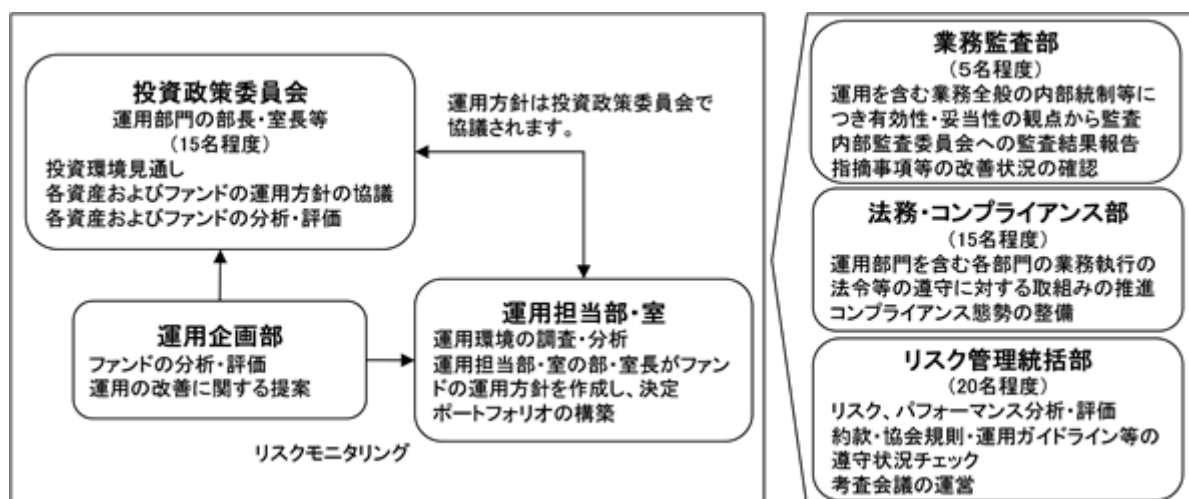 投資政策委員会
運用部門の部長・室長等
(15名程度)
投資環境見通し
各資産およびファンドの運用方針の協議
各資産およびファンドの分析・評価
運用方針は投資政策委員会で
協議されます。
運用企画部
ファンドの分析・評価
運用の改善に関する提案
運用担当部・室
運用環境の調査・分析
運用担当部・室の部・室長がファン
ドの運用方針を作成し、決定
ポートフォリオの構築
リスクモニタリング
業務監査部
(5名程度)
運用を含む業務全般の内部統制等に
つき有効性・妥当性の観点から監査
内部監査委員会への監査結果報告
指摘事項等の改善状況の確認
法務・コンプライアンス部
(15名程度)
運用部門を含む各部門の業務執行の
法令等の遵守に対する取組みの推進
コンプライアンス態勢の整備
リスク管理統括部
(20名程度)
リスク、パフォーマンス分析・評価
約款・協会規則・運用ガイドライン等の
遵守状況チェック
考査会議の運営